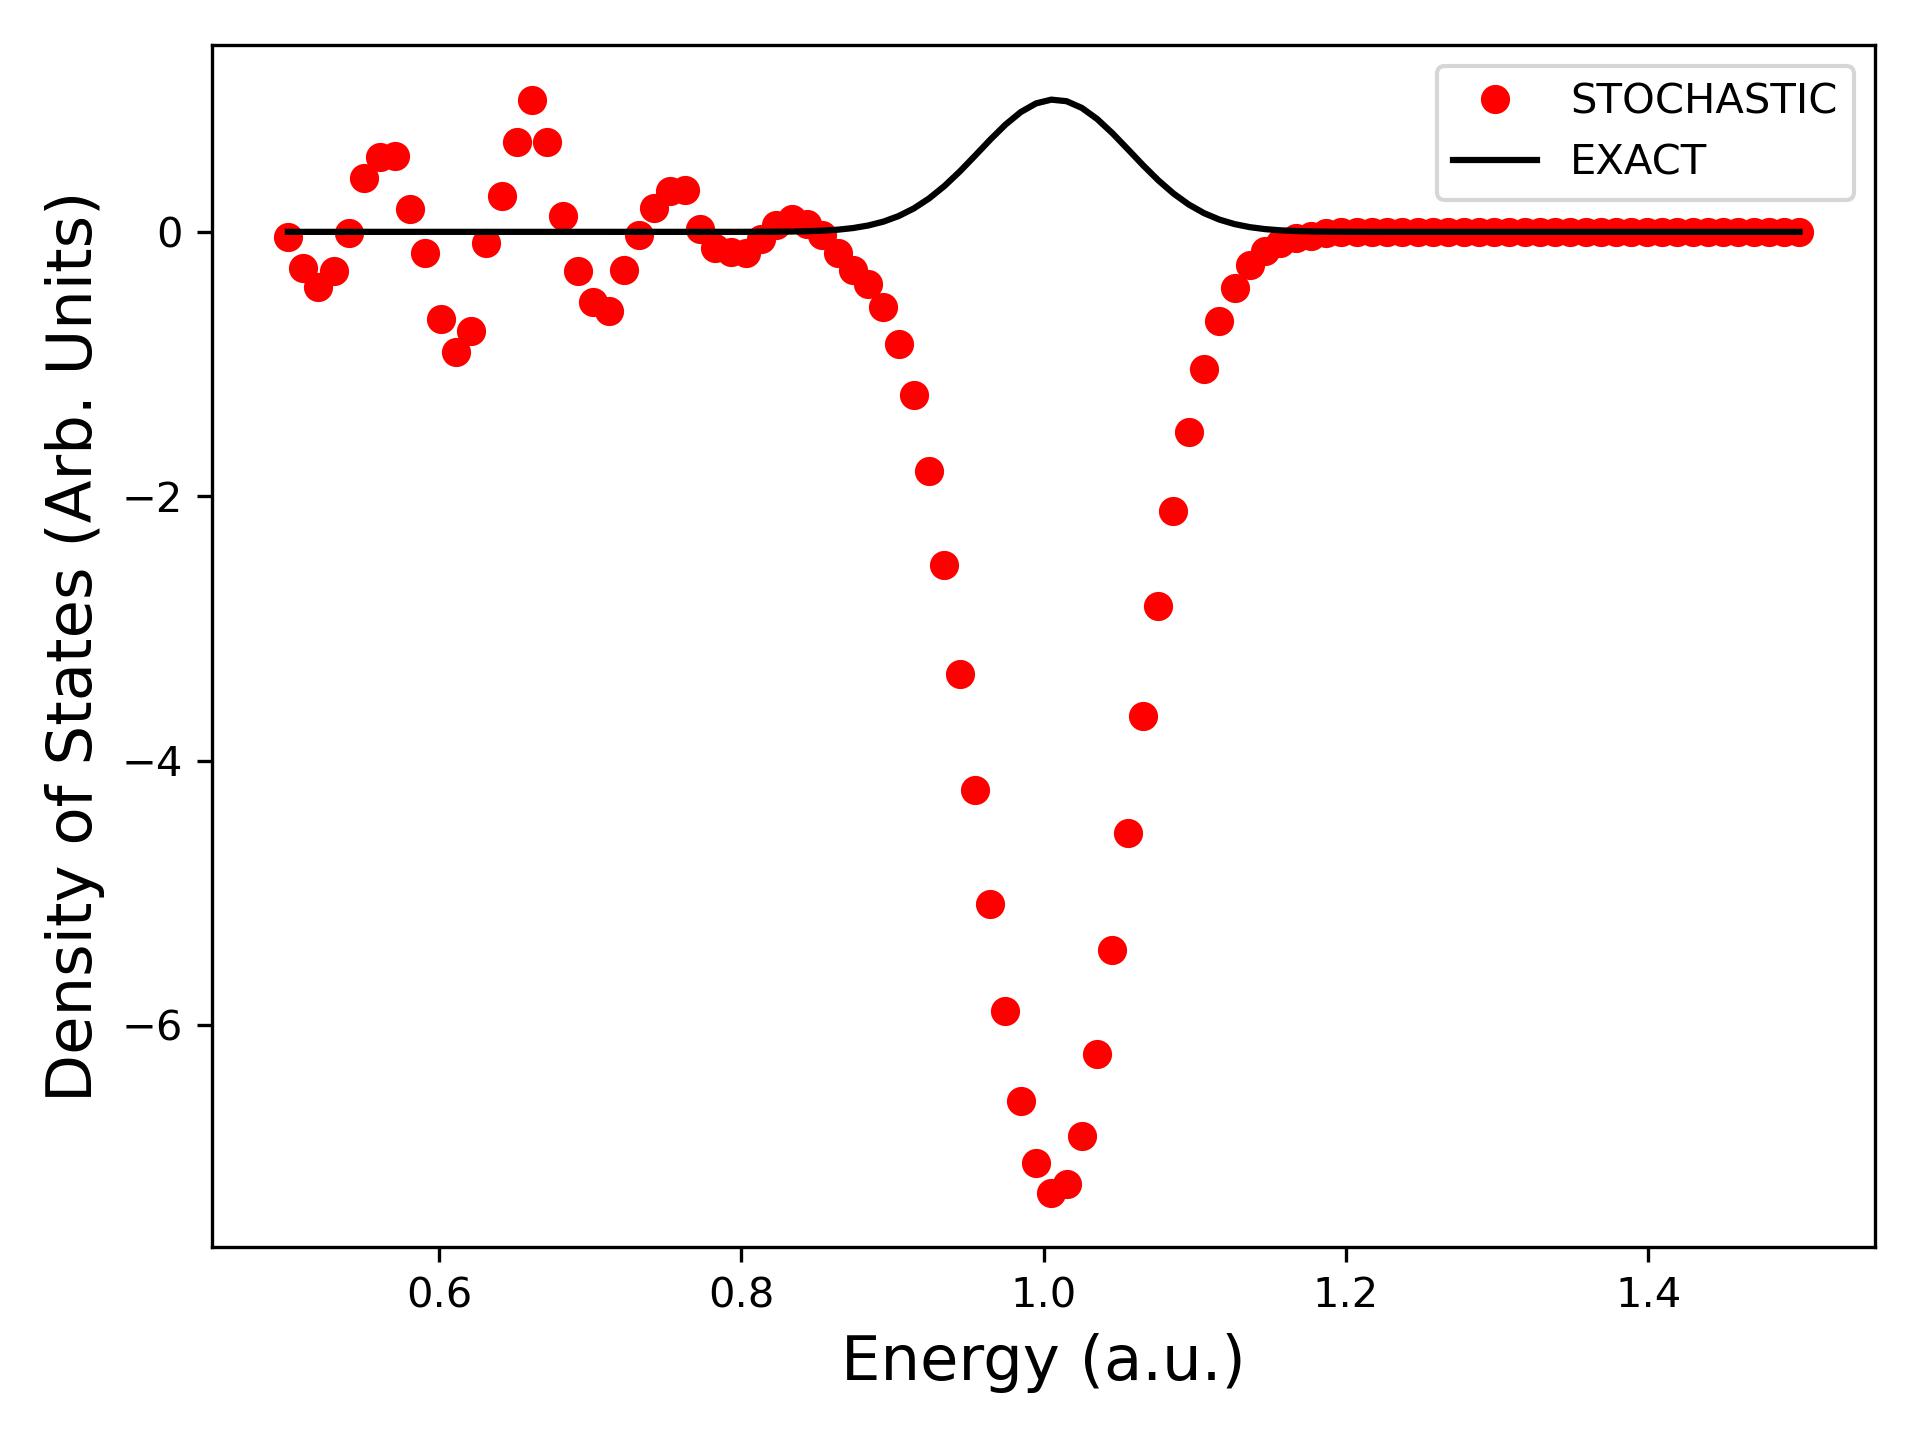 STOCHASTIC
EXACT
Density of States (Arb. Units)
0
−2
−4
−6
0.6 0.8 1.0 1.2 1.4
Energy (a.u.)